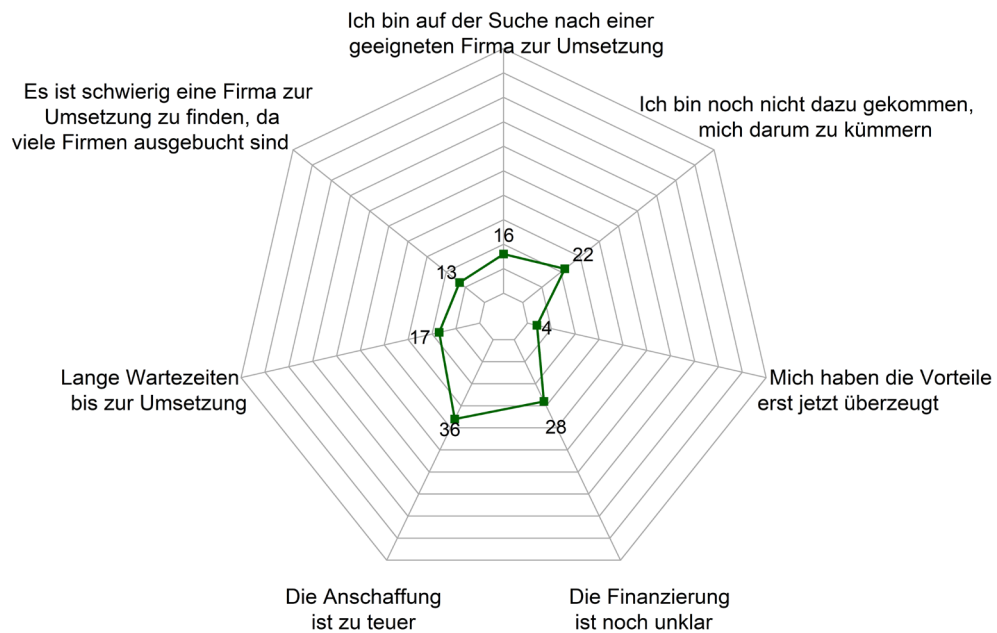 Ich bin auf der Suche nach einer
geeigneten Firma zur Umsetzung
Es ist schwierig eine Firma zur
Umsetzung zu finden, da
viele Firmen ausgebucht sind
Ich bin noch nicht dazu gekommen,
mich darum zu kümmern
16
22
13
4
17
Lange Wartezeiten
bis zur Umsetzung
Mich haben die Vorteile
erst jetzt überzeugt
36
28
Die Anschaffung
ist zu teuer
Die Finanzierung
ist noch unklar